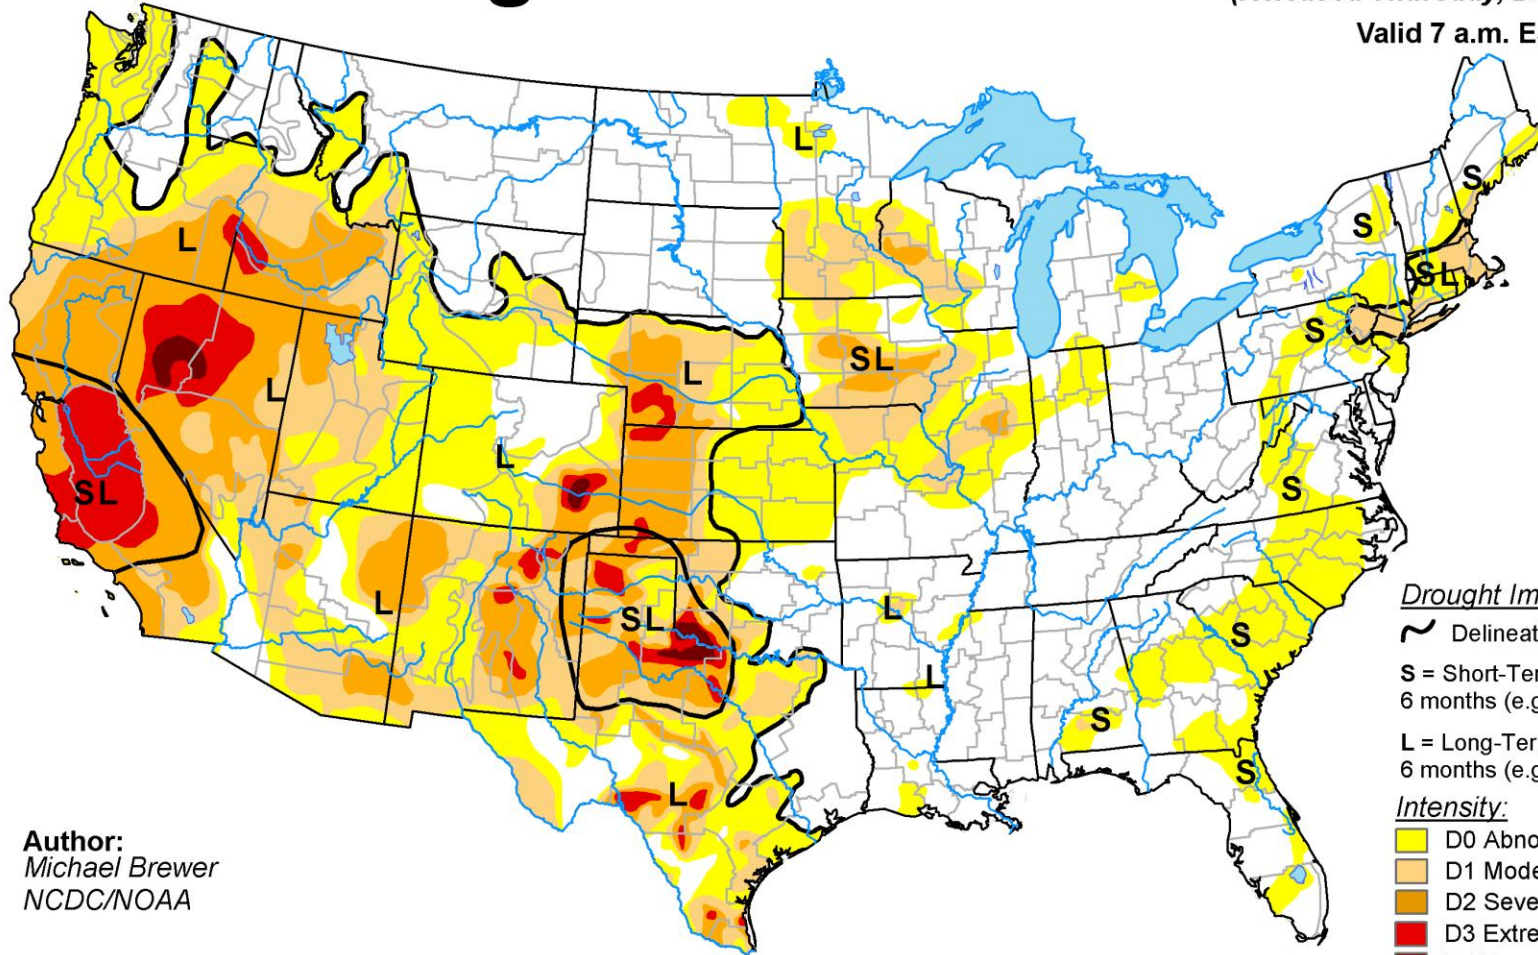 Valid 7 a.m. E
L
S
L
S
SL
S
L
SL
L
L
S
SL
L
L
SL
S
L
S
L
S
L
Drought Im
Delineat
S = Short-Ter
6 months (e.g
L = Long-Ter
6 months (e.g
Intensity:
D0 Abno
D1 Mode
D2 Seve
D3 Extre
Author:
Michael Brewer
NCDC/NOAA